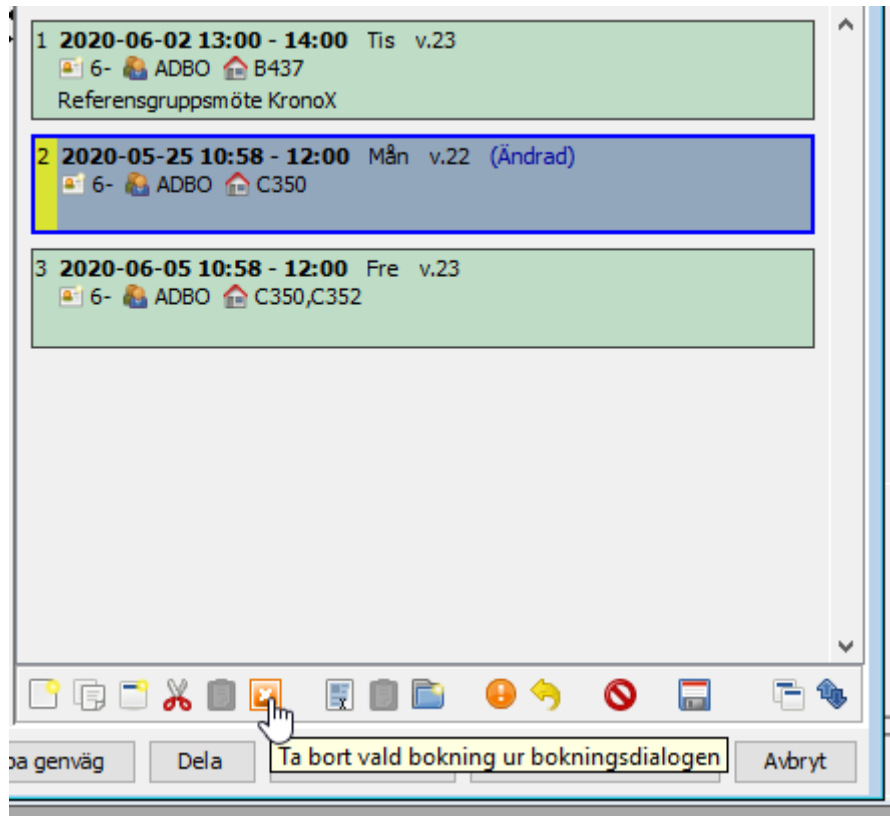 1 2020-06-02 13:00 - 14:00 Tis v.23
6- ADBO B437
Referensgruppsmöte KronoX
2 2020-05-25 10:58 - 12:00 Mån v.22 (Ändrad)
6- ADBO C350
3 2020-06-05 10:58 - 12:00 Fre v.23
6- ADBO C350,C352
genväg Dela Ta bort vald bokning ur bokningsdialogen Avbryt